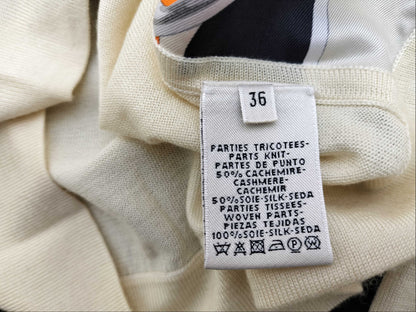 36
PARTIES TRICOTEES-
PARTS KNIT-
PARTES DE PUNTO
50% CACHEMIRE-
CASHMERE-
CACHEMIR
50%SOIE-SILK-SEDA
PARTIES TISSEES-
WOVEN PARTS-
PIEZAS TEJIDAS
100%SOIE-SILK-SEDA